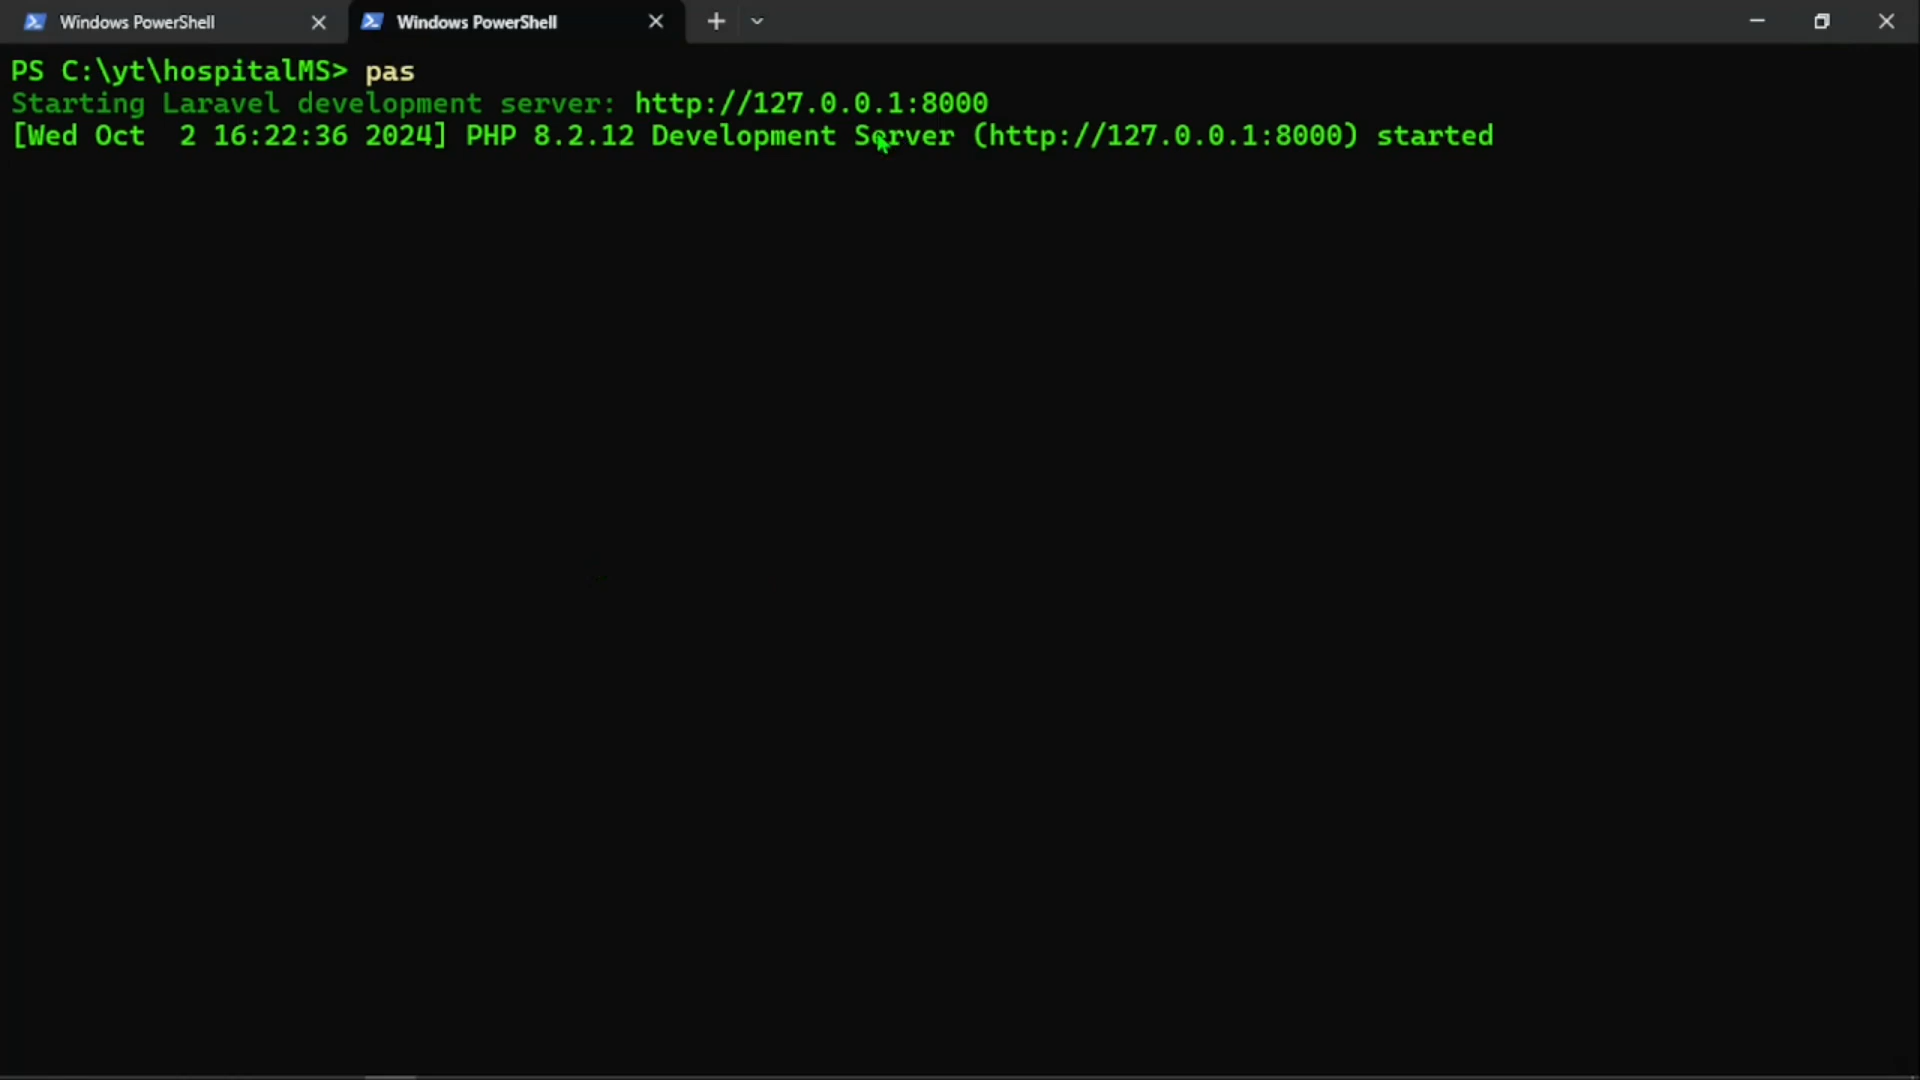 Windows PowerShell
Windows PowerShell
PS C:\yt\hospitalMS> pas
Starting Laravel development server: http://127.0.0.1:8000
[Wed Oct  2 16:22:36 2024] PHP 8.2.12 Development Server (http://127.0.0.1:8000) started